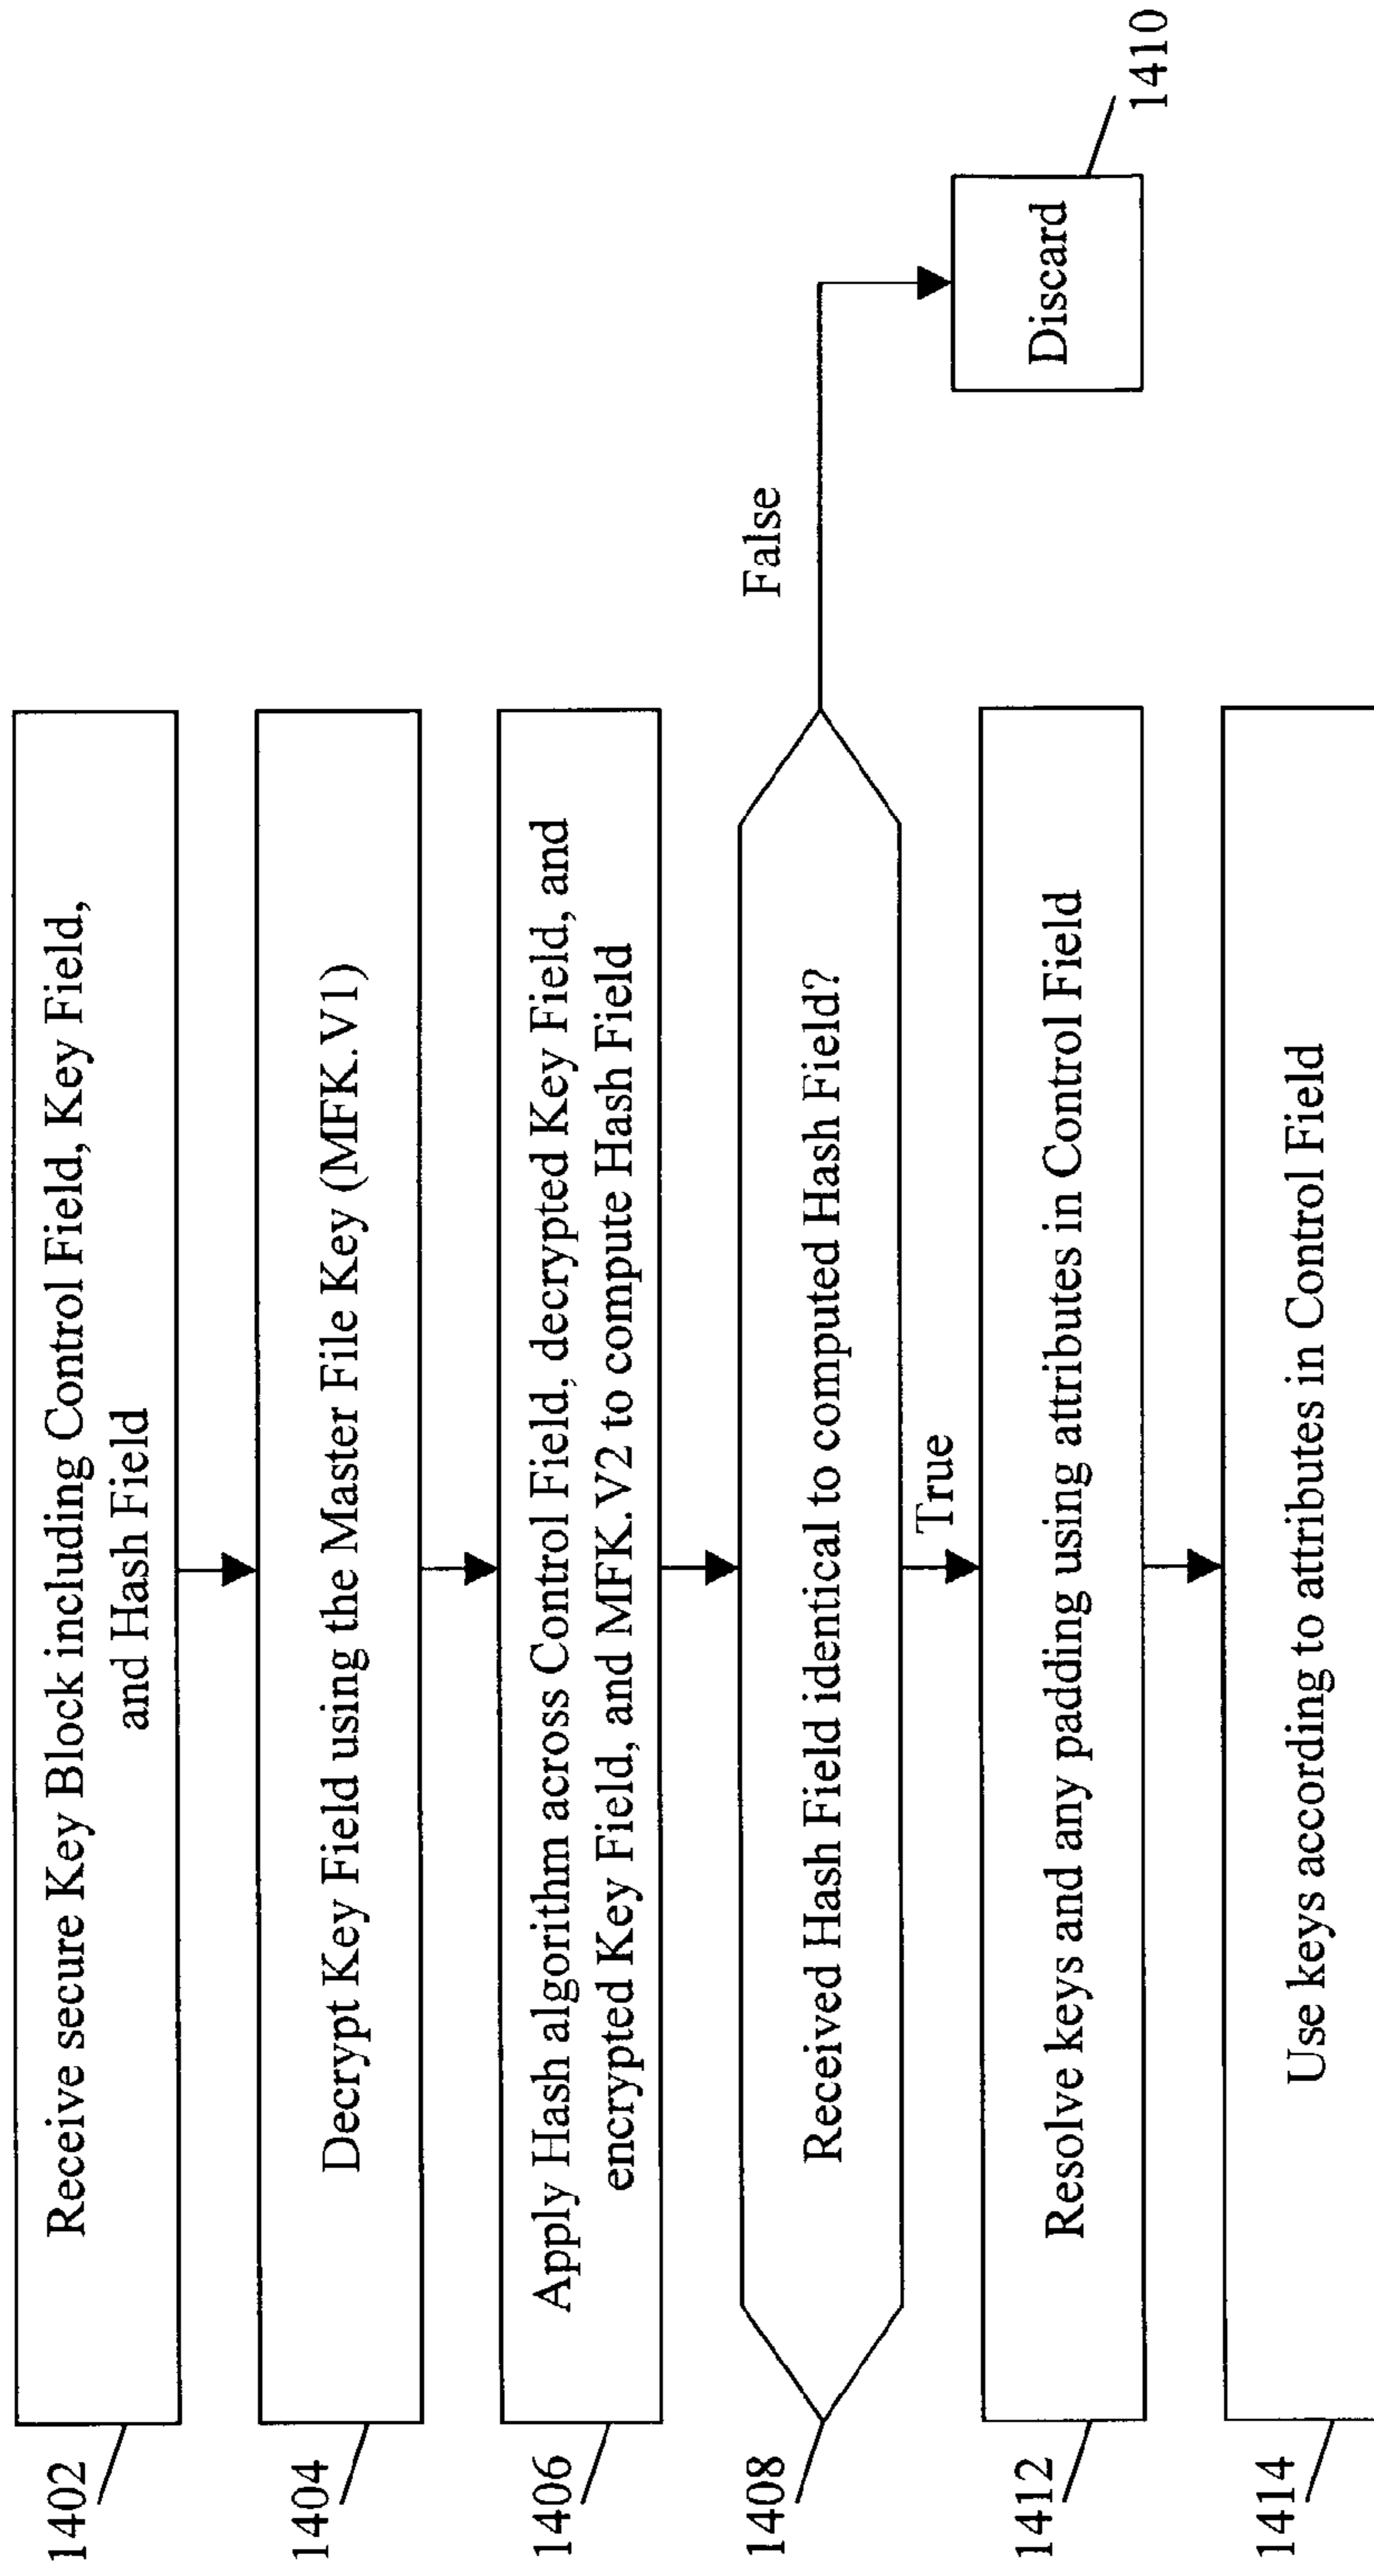 1402
Receive secure Key Block including Control Field, Key Field,
and Hash Field
1404
Decrypt Key Field using the Master File Key (MFK.V1)
1406
Apply Hash algorithm across Control Field, decrypted Key Field, and
encrypted Key Field, and MFK.V2 to compute Hash Field
1408
Received Hash Field identical to computed Hash Field?
False
Discard
1410
True
1412
Resolve keys and any padding using attributes in Control Field
1414
Use keys according to attributes in Control Field